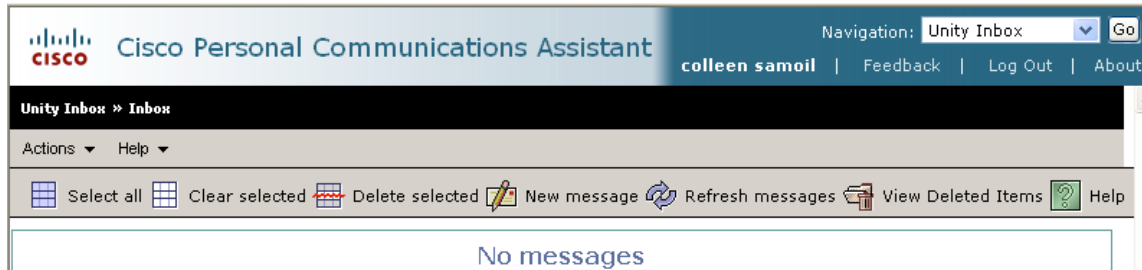 Navigation: Unity Inbox Go
CISCO Cisco Personal Communications Assistant
colleen samoil | Feedback | Log Out | About
Unity Inbox » Inbox
Actions Help
Select all Clear selected Delete selected New message Refresh messages View Deleted Items ? Help
No messages